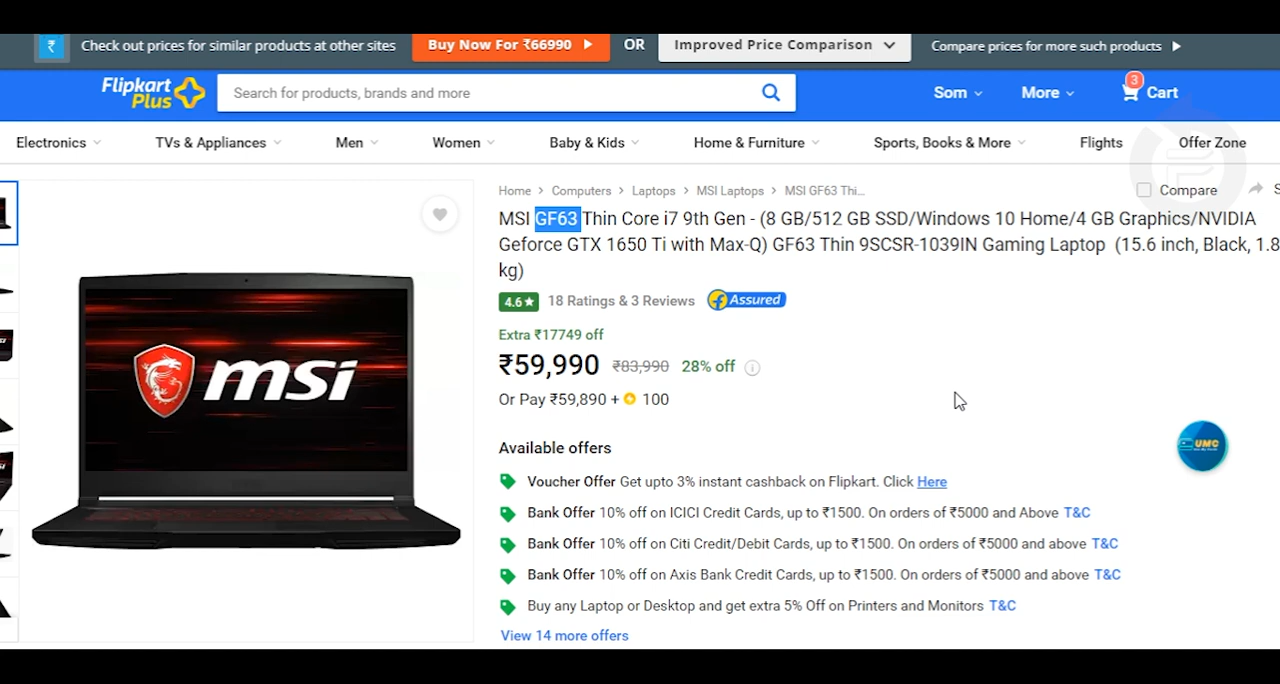 ₹ Check out prices for similar products at other sites Buy Now For ₹66990 OR Improved Price Comparison Compare prices for more such products
Flipkart
Plus
Search for products, brands and more
Som More 3 Cart
Electronics TVs & Appliances Men Women Baby & Kids Home & Furniture Sports, Books & More Flights Offer Zone
Home > Computers > Laptops > MSI Laptops > MSI GF63 Thi... Compare S
MSI GF63 Thin Core i7 9th Gen - (8 GB/512 GB SSD/Windows 10 Home/4 GB Graphics/NVIDIA
Geforce GTX 1650 Ti with Max-Q) GF63 Thin 9SCSR-1039IN Gaming Laptop (15.6 inch, Black, 1.8
kg)
4.6★ 18 Ratings & 3 Reviews f Assured
Extra ₹17749 off
₹59,990 ₹83,990 28% off i
Or Pay ₹59,890 + 100
msi
Available offers
UMC
Voucher Offer Get upto 3% instant cashback on Flipkart. Click Here
Bank Offer 10% off on ICICI Credit Cards, up to ₹1500. On orders of ₹5000 and Above T&C
Bank Offer 10% off on Citi Credit/Debit Cards, up to ₹1500. On orders of ₹5000 and above T&C
Bank Offer 10% off on Axis Bank Credit Cards, up to ₹1500. On orders of ₹5000 and above T&C
Buy any Laptop or Desktop and get extra 5% Off on Printers and Monitors T&C
View 14 more offers